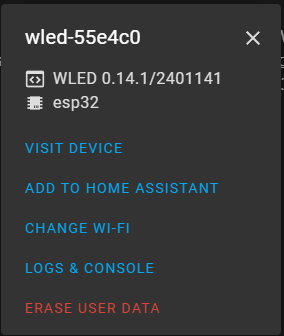 wled-55e4c0
WLED 0.14.1/2401141
esp32
VISIT DEVICE
ADD TO HOME ASSISTANT
CHANGE WI-FI
LOGS & CONSOLE
ERASE USER DATA